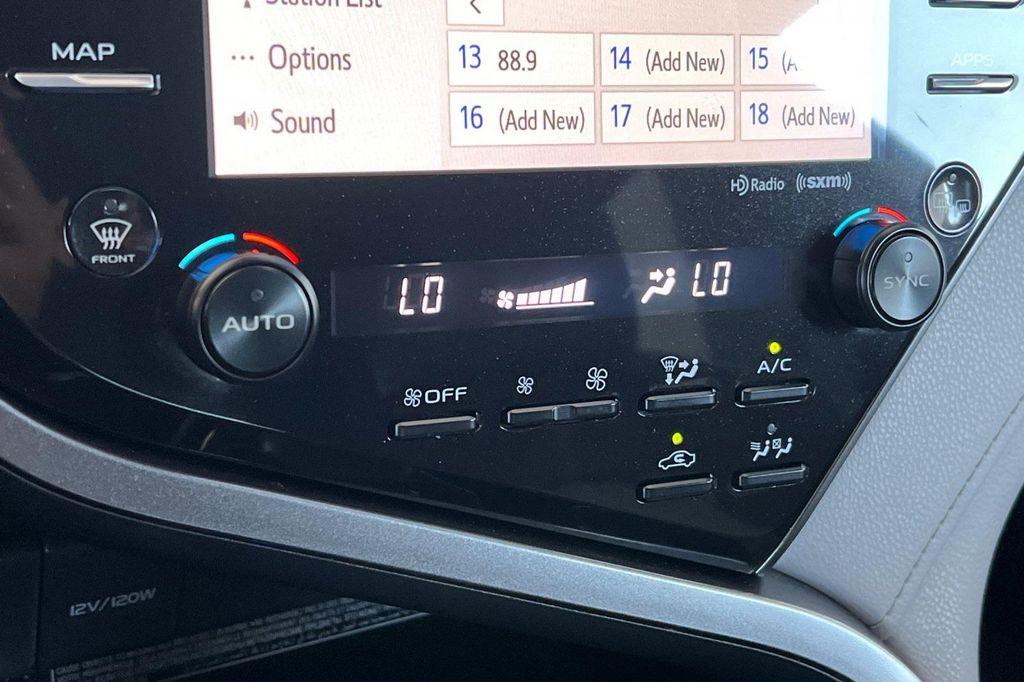 Station List
MAP
Options
13 88.9
14 (Add New)
15 (A
APPS
Sound
16 (Add New)
17 (Add New)
18 (Add New)
HD Radio ((sxm))
FRONT
AUTO
LO
LO
SYNC
OFF
A/C
12V/120W